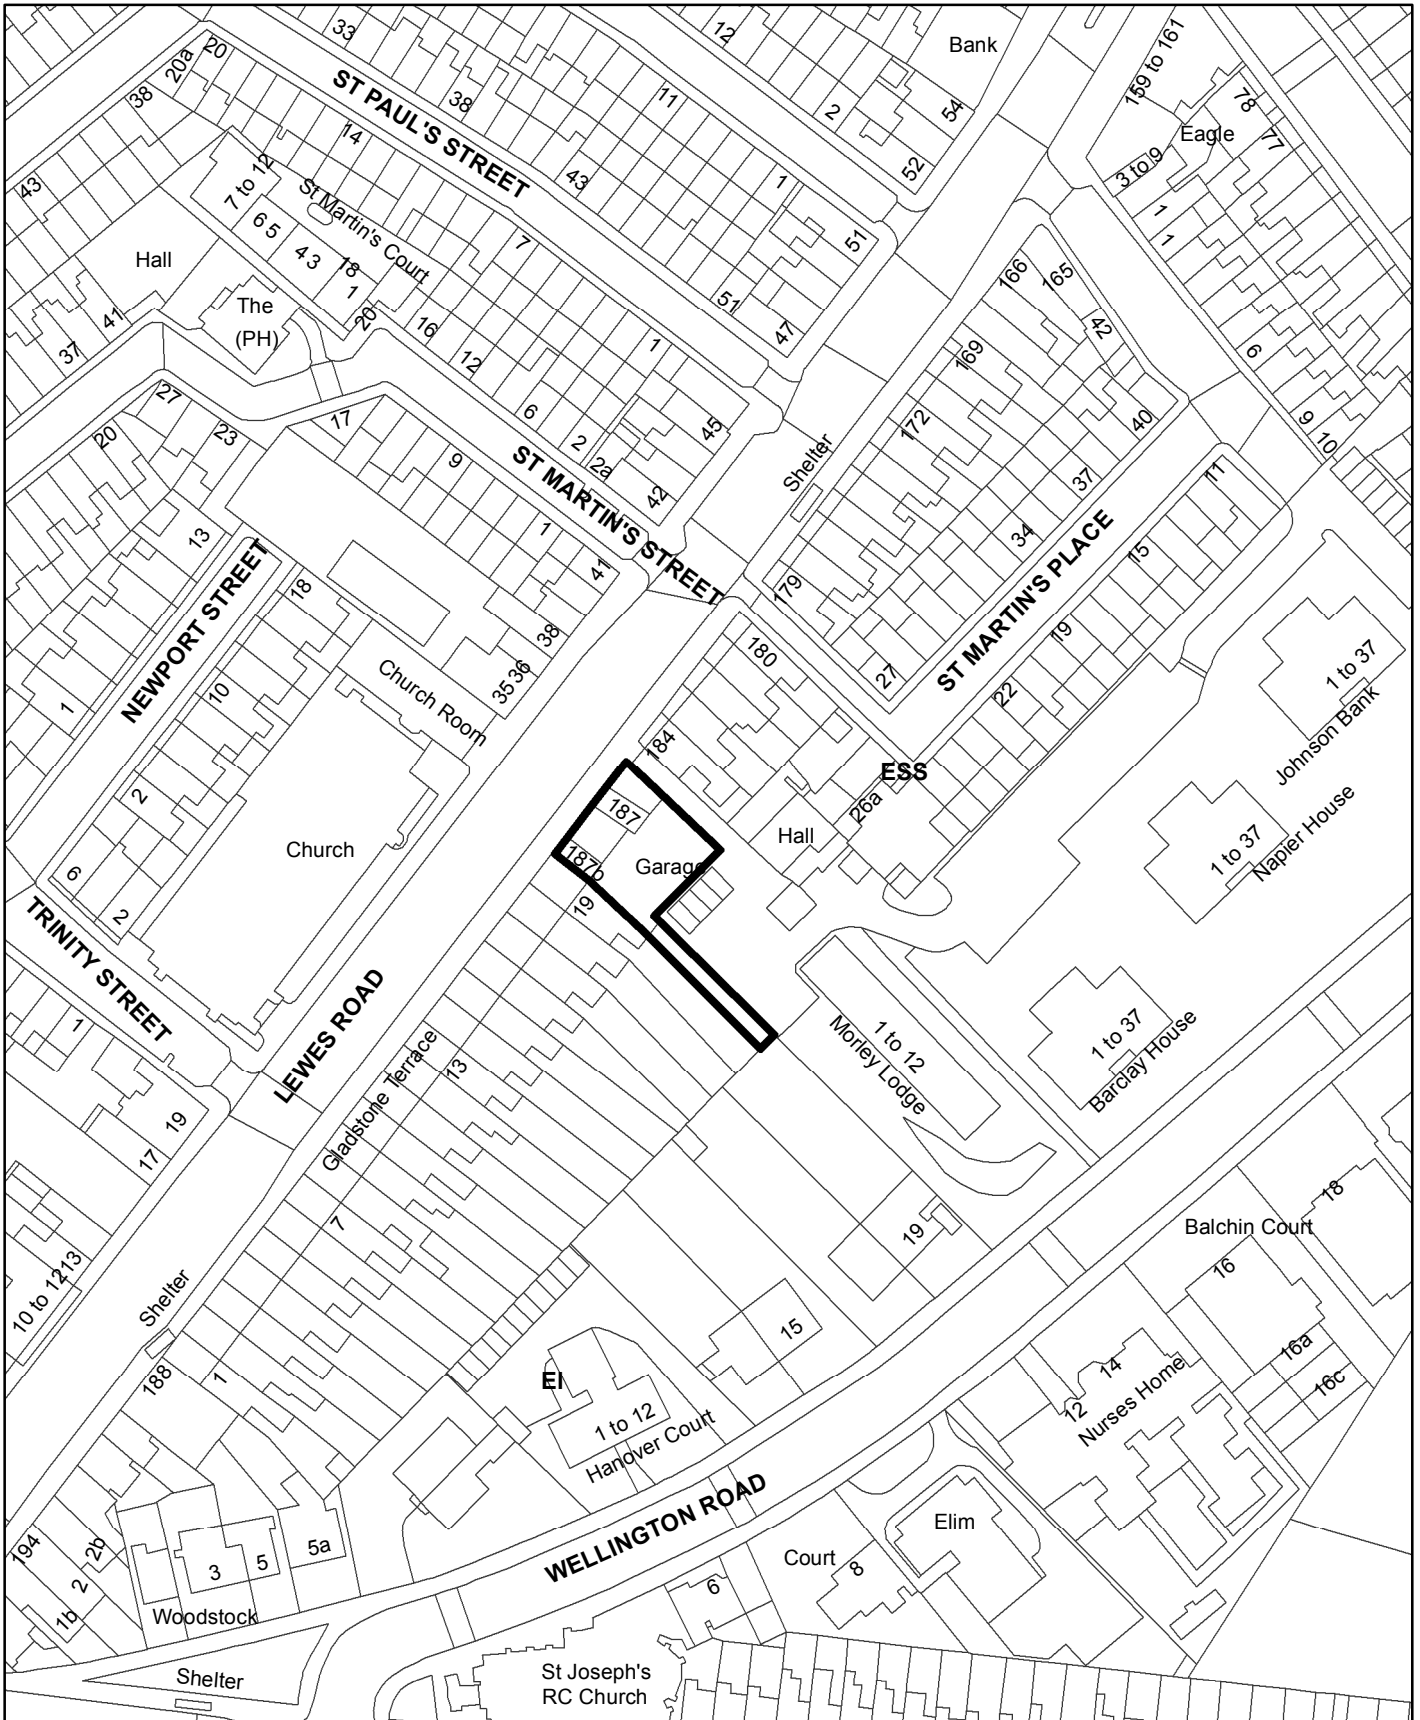 33
12
Bank
159 to 161
20
20a
38
ST PAUL'S STREET
38
11
2
54
78
77
Eagle
14
52
3 to 9
43
7 to 12
St Martin's Court
43
1
1
1
6 5
4 3
18
1
7
51
Hall
The
(PH)
20
16
12
51
47
166
165
42
41
37
1
169
6
27
17
6
2
2a
45
172
40
9
10
20
23
9
ST MARTIN'S STREET
42
Shelter
37
11
13
1
41
34
15
NEWPORT STREET
18
179
ST MARTIN'S PLACE
38
36
35
180
27
19
1 to 37
Johnson Bank
Church Room
10
1
184
22
ESS
26a
2
187
Hall
1 to 37
Napier House
Church
187b
Garage
6
2
19
TRINITY STREET
LEWES ROAD
1
1 to 12
Morley Lodge
1 to 37
Barclay House
Gladstone Terrace
13
19
17
7
18
Balchin Court
19
16
13
10 to 12
Shelter
15
16a
16c
188
1
El
14
12
Nurses Home
1 to 12
Hanover Court
WELLINGTON ROAD
194
2b
2
1b
3
5
5a
Elim
Court
8
6
Woodstock
Shelter
St Joseph's
RC Church